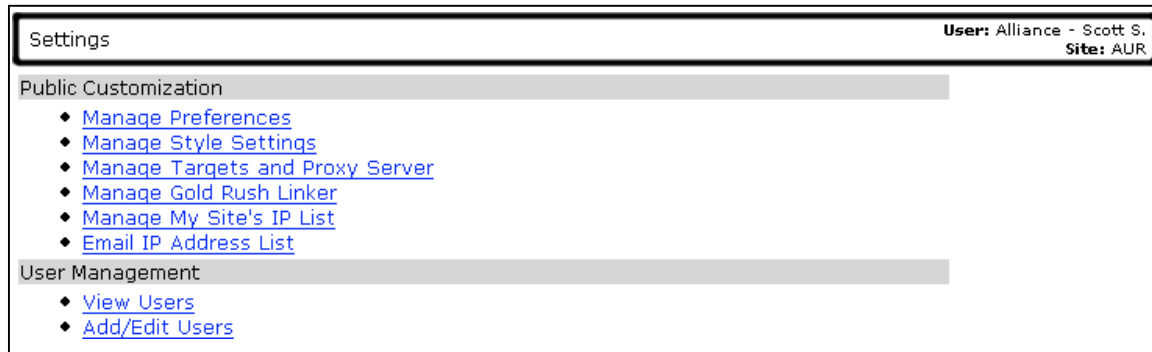 Settings
User: Alliance - Scott S.
Site: AUR
Public Customization
Manage Preferences
Manage Style Settings
Manage Targets and Proxy Server
Manage Gold Rush Linker
Manage My Site's IP List
Email IP Address List
User Management
View Users
Add/Edit Users